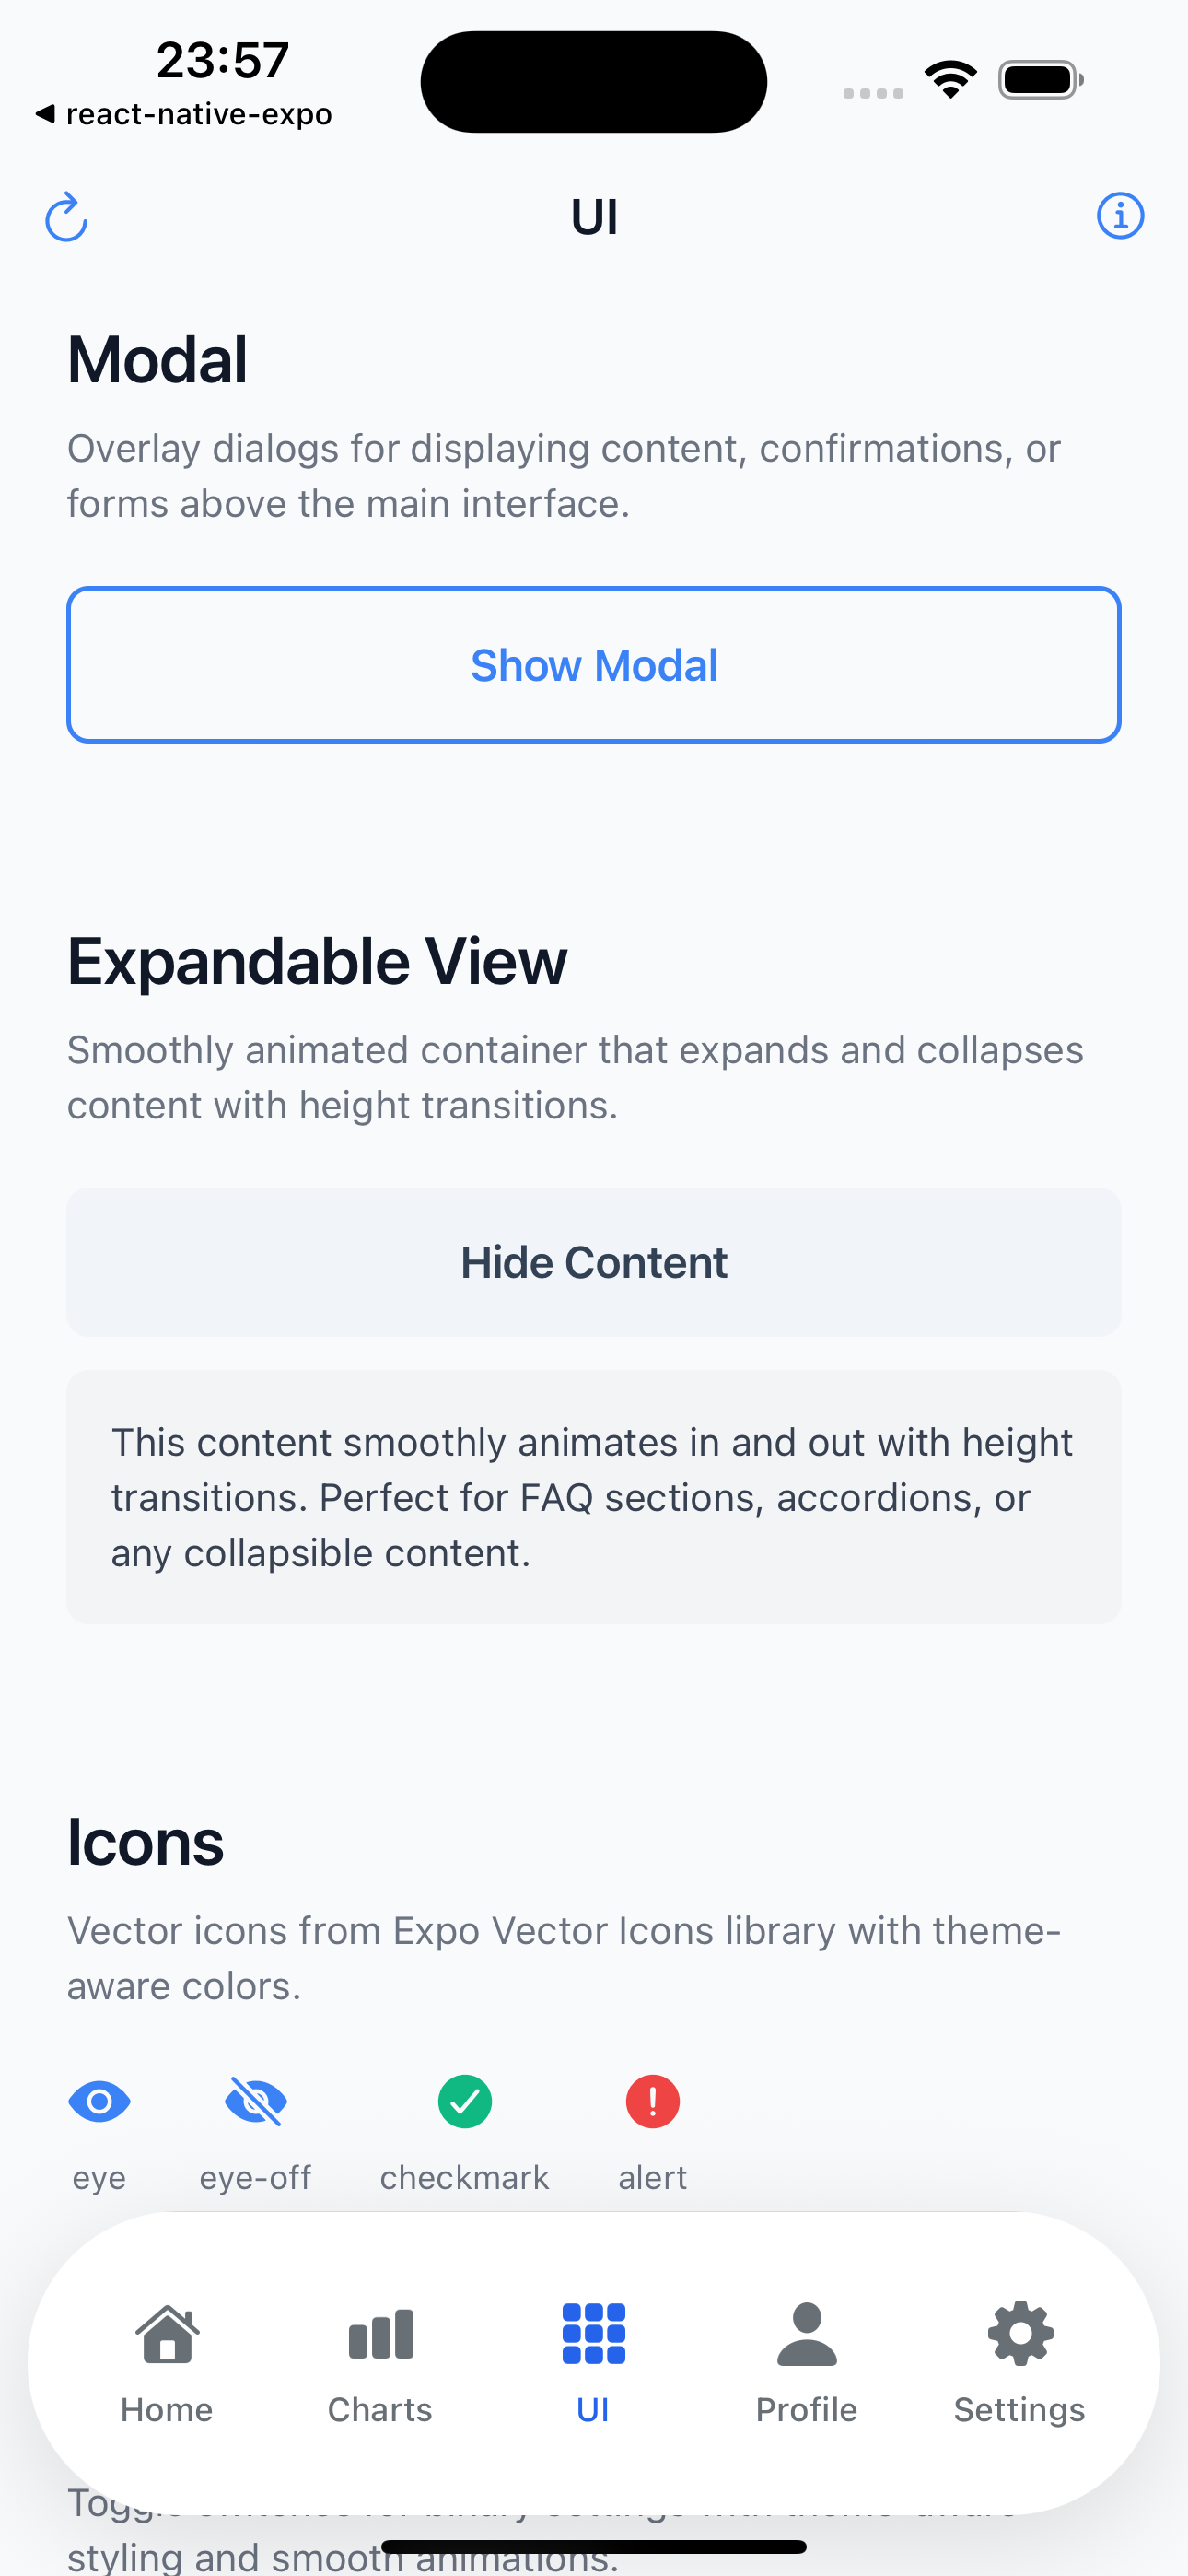 23:57
react-native-expo
UI
Modal
Overlay dialogs for displaying content, confirmations, or
forms above the main interface.
Show Modal
Expandable View
Smoothly animated container that expands and collapses
content with height transitions.
Hide Content
This content smoothly animates in and out with height
transitions. Perfect for FAQ sections, accordions, or
any collapsible content.
Icons
Vector icons from Expo Vector Icons library with theme-
aware colors.
eye eye-off checkmark alert
Home Charts UI Profile Settings
styling and smooth animations.